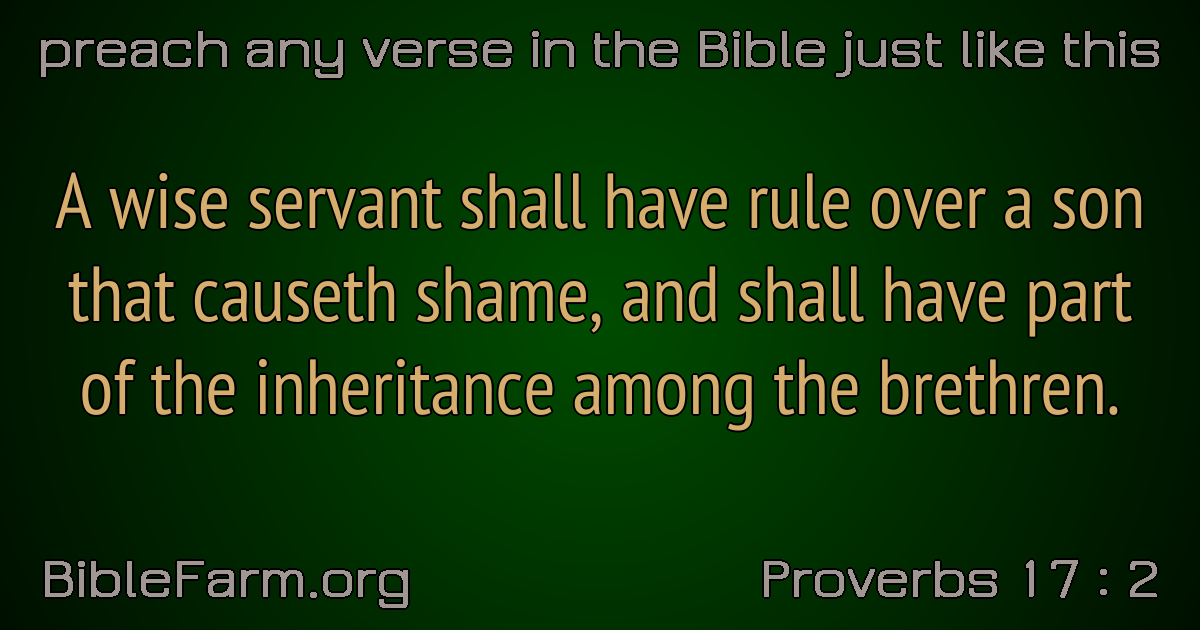 preach any verse in the Bible just like this
A wise servant shall have rule over a son
that causeth shame, and shall have part
of the inheritance among the brethren.
BibleFarm.org
Proverbs 17 : 2